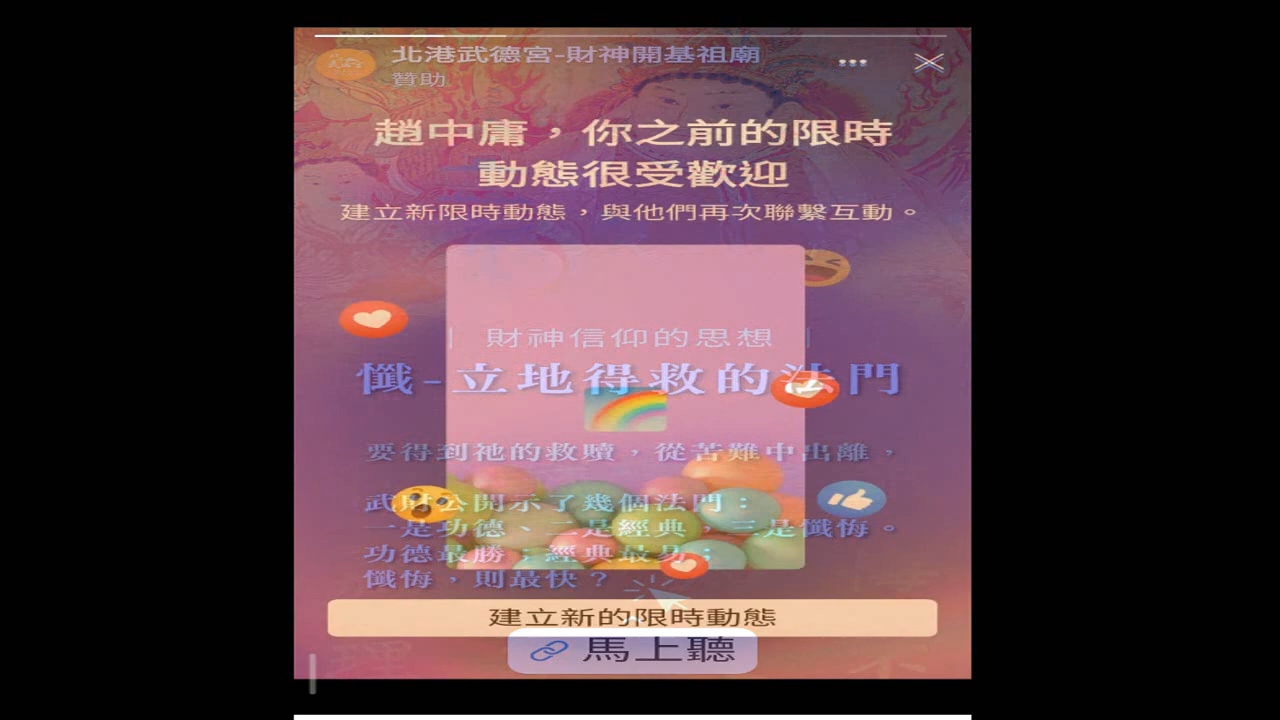 北港武德宮-財神開基祖廟
贊助
趙中庸，你之前的限時
動態很受歡迎
建立新限時動態，與他們再次聯繫互動。
| 財神信仰的思想 |
懺-立地得救的法門
要得到祂的救贖，從苦難中出離，
武財公開示了幾個法門：
一是功德、二是經典，三是懺悔。
功德最勝；經典最易；
懺悔，則最快？
建立新的限時動態
馬上聽